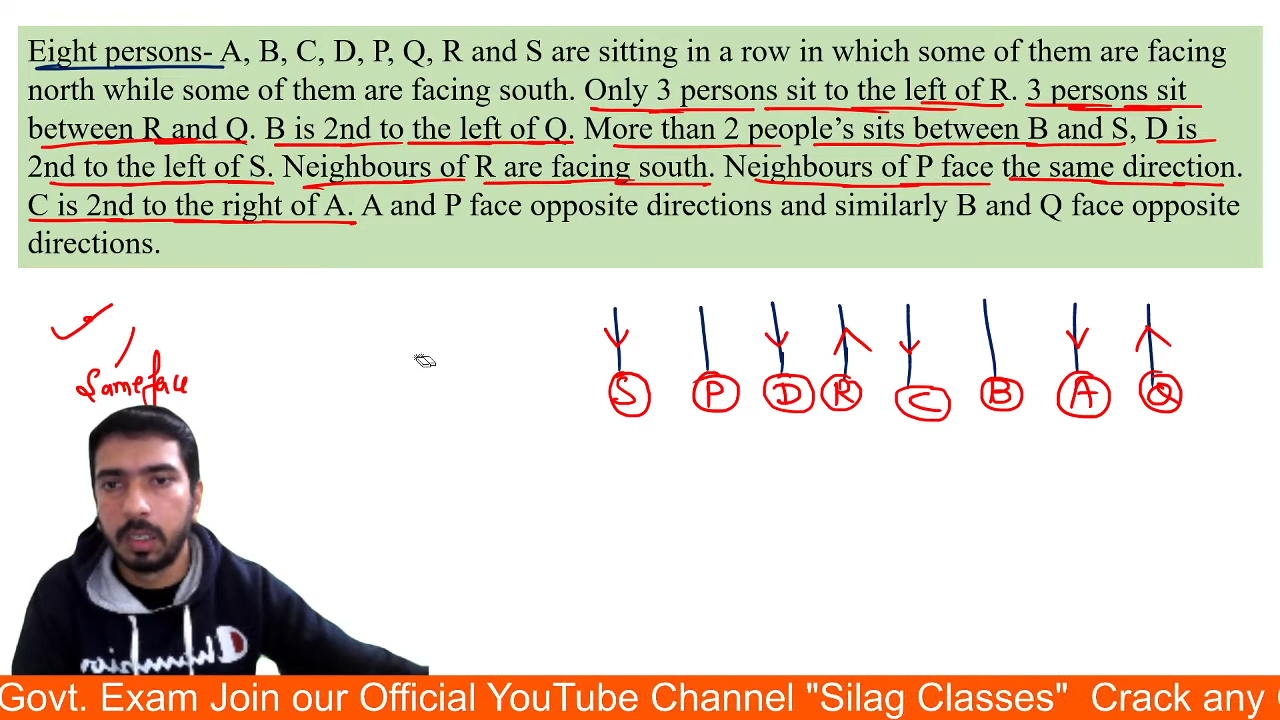 Eight persons- A, B, C, D, P, Q, R and S are sitting in a row in which some of them are facing
north while some of them are facing south. Only 3 persons sit to the left of R. 3 persons sit
between R and Q. B is 2nd to the left of Q. More than 2 people’s sits between B and S, D is
2nd to the left of S. Neighbours of R are facing south. Neighbours of P face the same direction.
C is 2nd to the right of A. A and P face opposite directions and similarly B and Q face opposite
directions.
Same face
S P D R C B A Q
Champion
Govt. Exam Join our Official YouTube Channel "Silag Classes" Crack any